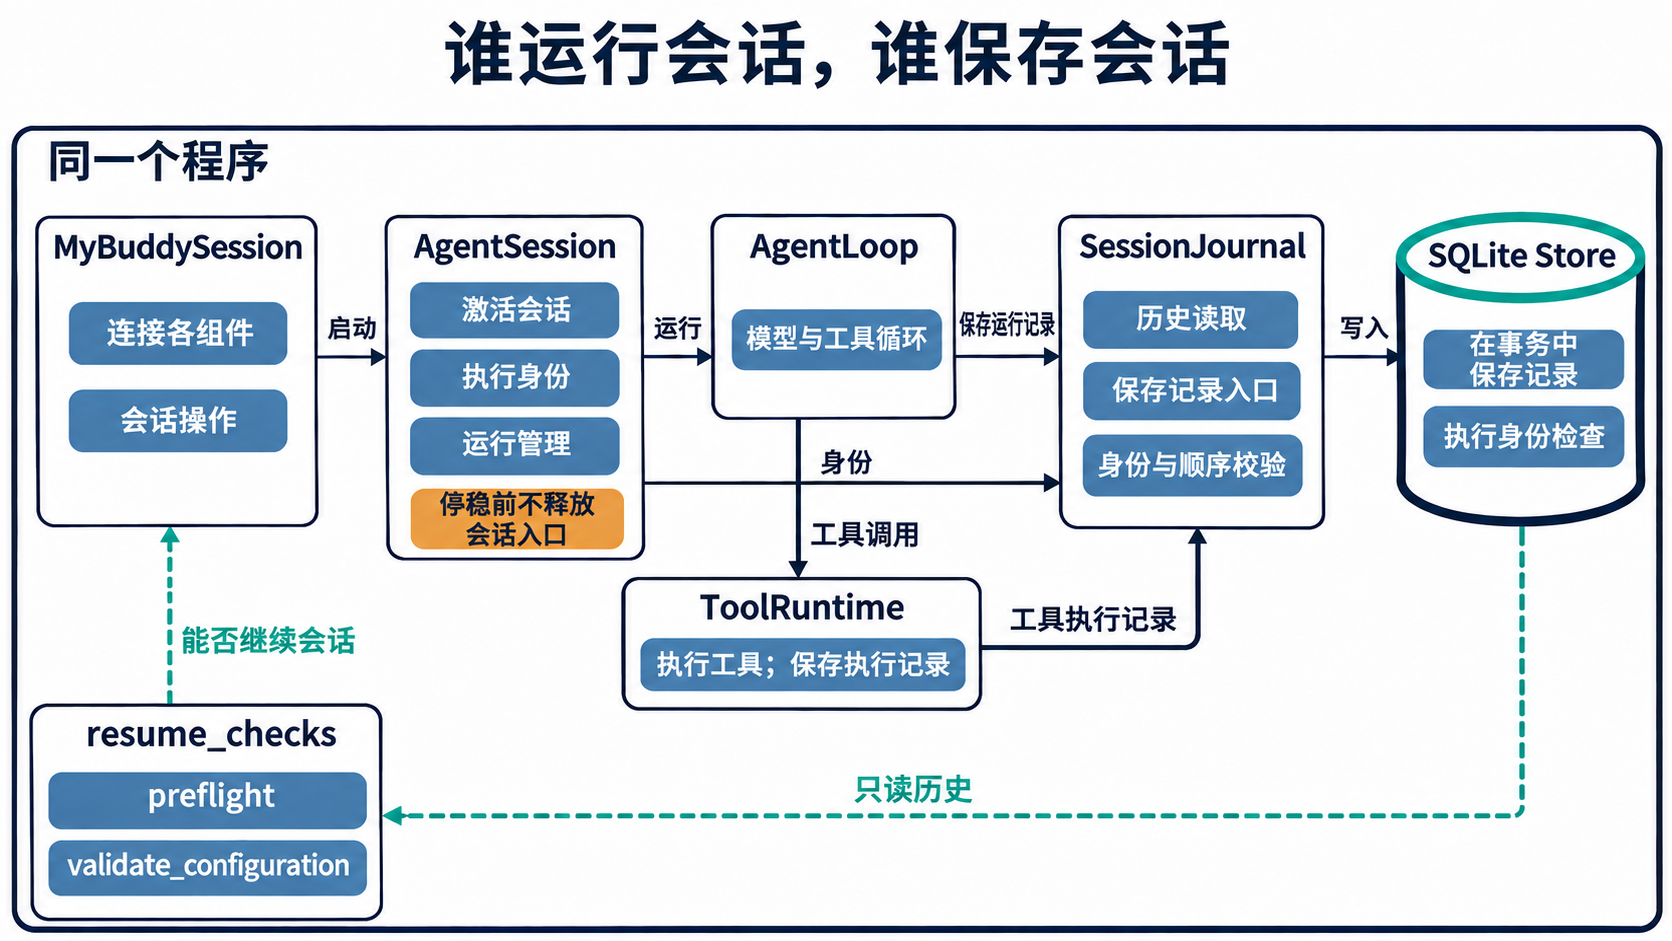 谁运行会话，谁保存会话
同一个程序
MyBuddySession
连接各组件
会话操作
启动
AgentSession
激活会话
执行身份
运行管理
停稳前不释放
会话入口
运行
AgentLoop
模型与工具循环
保存运行记录
SessionJournal
历史读取
保存记录入口
身份与顺序校验
写入
SQLite Store
在事务中
保存记录
执行身份检查
身份
工具调用
ToolRuntime
执行工具；保存执行记录
工具执行记录
能否继续会话
resume_checks
preflight
validate_configuration
只读历史